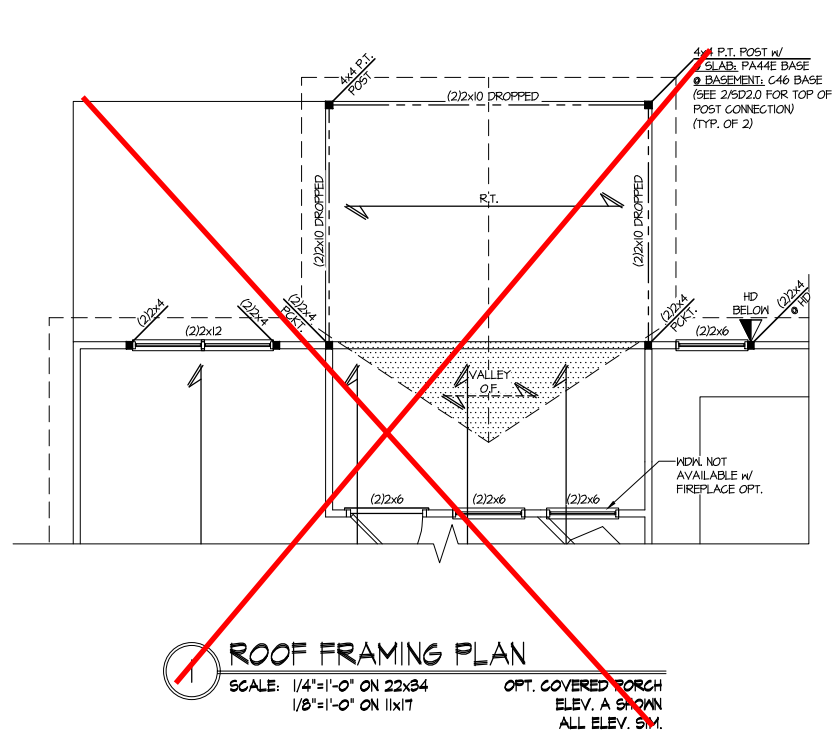 4x4 P.T.
POST
(2)2x10 DROPPED
4x4 P.T. POST w/
@ SLAB: PA44E BASE
@ BASEMENT: C46 BASE
(SEE 2/SD2.0 FOR TOP OF
POST CONNECTION)
(TYP. OF 2)
(2)2x10 DROPPED
R.T.
(2)2x10 DROPPED
(2)2x4
(2)2x12
(2)2x4
(2)2x4
PCKT.
(2)2x4
PCKT.
(2)2x6
HD
BELOW
(2)2x4
@ HD
VALLEY
O.F.
WDW. NOT
AVAILABLE w/
FIREPLACE OPT.
(2)2x6
(2)2x6
(2)2x6
1
ROOF FRAMING PLAN
SCALE: 1/4"=1'-0" ON 22x34
1/8"=1'-0" ON 11x17
OPT. COVERED PORCH
ELEV. A SHOWN
ALL ELEV. SIM.